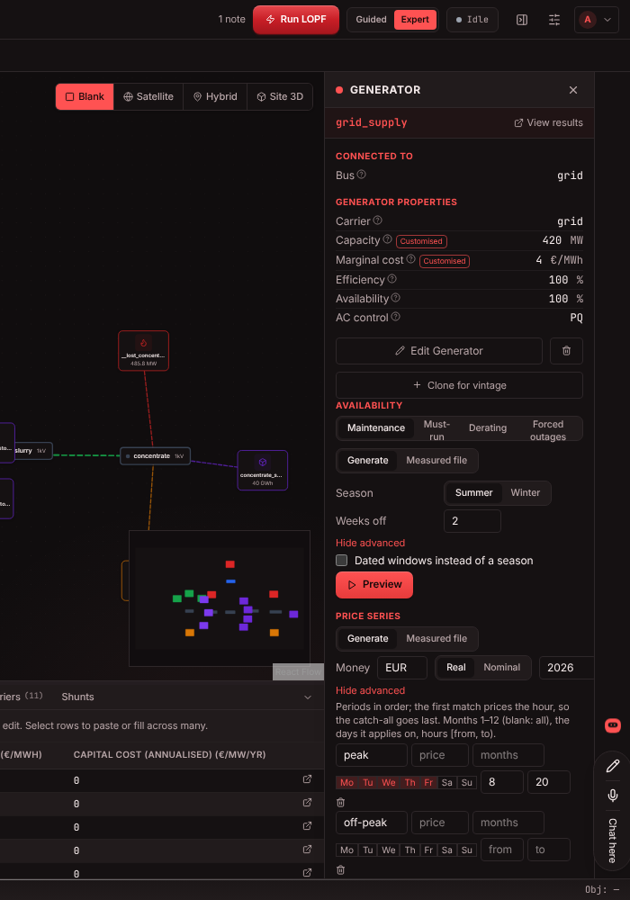 1 note
Run LOPF
Guided Expert
Idle
A
Blank Satellite Hybrid Site 3D
GENERATOR
grid_supply View results
CONNECTED TO
Bus grid
GENERATOR PROPERTIES
Carrier grid
Capacity Customised 420 MW
Marginal cost Customised 4 €/MWh
Efficiency 100 %
Availability 100 %
AC control PQ
Edit Generator
+ Clone for vintage
AVAILABILITY
Maintenance Must-run Derating Forced outages
Generate Measured file
Season Summer Winter
Weeks off 2
Hide advanced
Dated windows instead of a season
Preview
PRICE SERIES
Generate Measured file
Money EUR Real Nominal 2026
Hide advanced
Periods in order; the first match prices the hour, so
the catch-all goes last. Months 1–12 (blank: all), the
days it applies on, hours [from, to).
peak price months
Mo Tu We Th Fr Sa Su 8 20
off-peak price months
Mo Tu We Th Fr Sa Su from to
__lost_concent...
485.8 MW
slurry 1kV
concentrate 1kV
concentrate_s...
40 GWh
to...
to...
React Flow
riers (11) Shunts
edit. Select rows to paste or fill across many.
(€/MWH) CAPITAL COST (ANNUALISED) (€/MW/YR)
0
0
0
0
0
Chat here
Obj: —